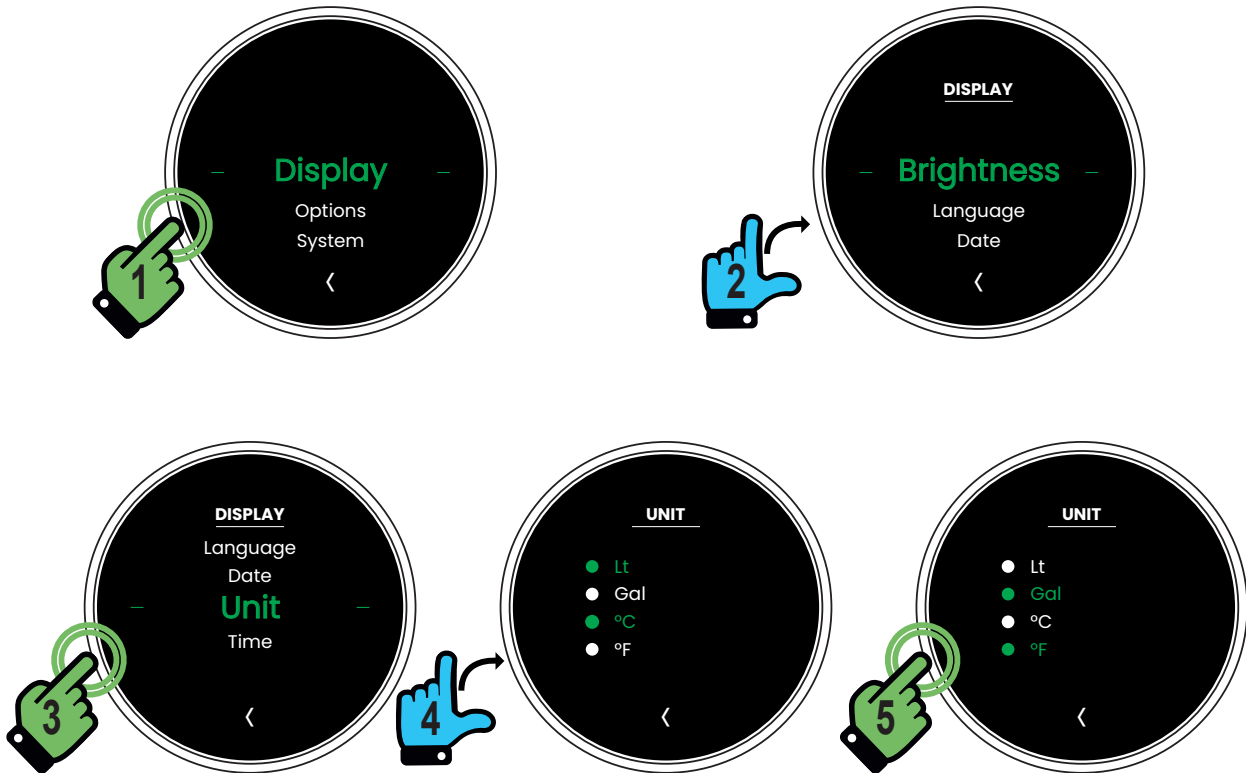 Display
Options
System
1
DISPLAY
Brightness
Language
Date
2
DISPLAY
Language
Date
Unit
Time
3
UNIT
Lt
Gal
°C
°F
4
UNIT
Lt
Gal
°C
°F
5